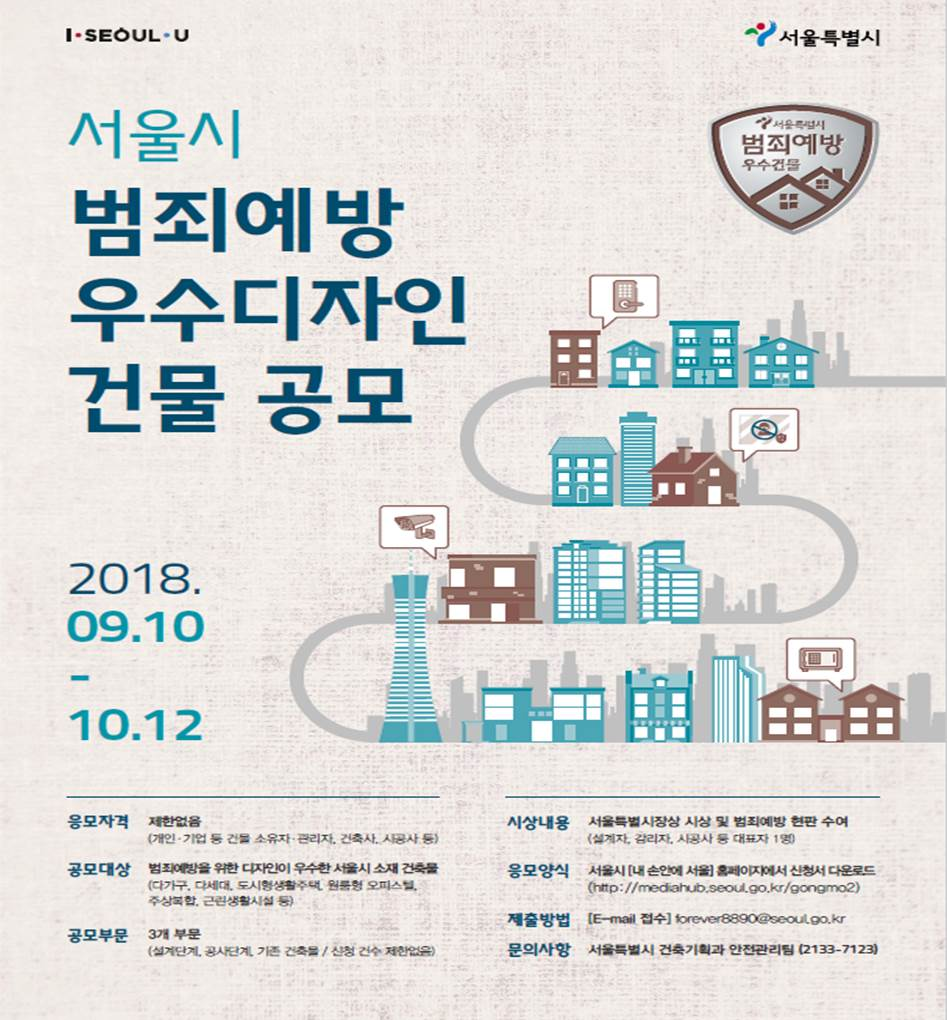 I·SEOUL·U
서울특별시
서울시
범죄예방
우수디자인
건물 공모
서울특별시
범죄예방
우수건물
2018.
09.10
-
10.12
응모자격 제한없음
(개인·기업 등 건물 소유자·관리자, 건축사, 시공사 등)
공모대상 범죄예방을 위한 디자인이 우수한 서울시 소재 건축물
(다가구, 다세대, 도시형생활주택, 원룸형 오피스텔,
주상복합, 근린생활시설 등)
공모부문 3개 부문
(설계단계, 공사단계, 기존 건축물 / 신청 건수 제한없음)
시상내용 서울특별시장상 시상 및 범죄예방 현판 수여
(설계자, 감리자, 시공사 등 대표자 1명)
응모양식 서울시 [내 손안에 서울] 홈페이지에서 신청서 다운로드
(http://mediahub.seoul.go.kr/gongmo2)
제출방법 [E-mail 접수] forever8890@seoul.go.kr
문의사항 서울특별시 건축기획과 안전관리팀 (2133-7123)